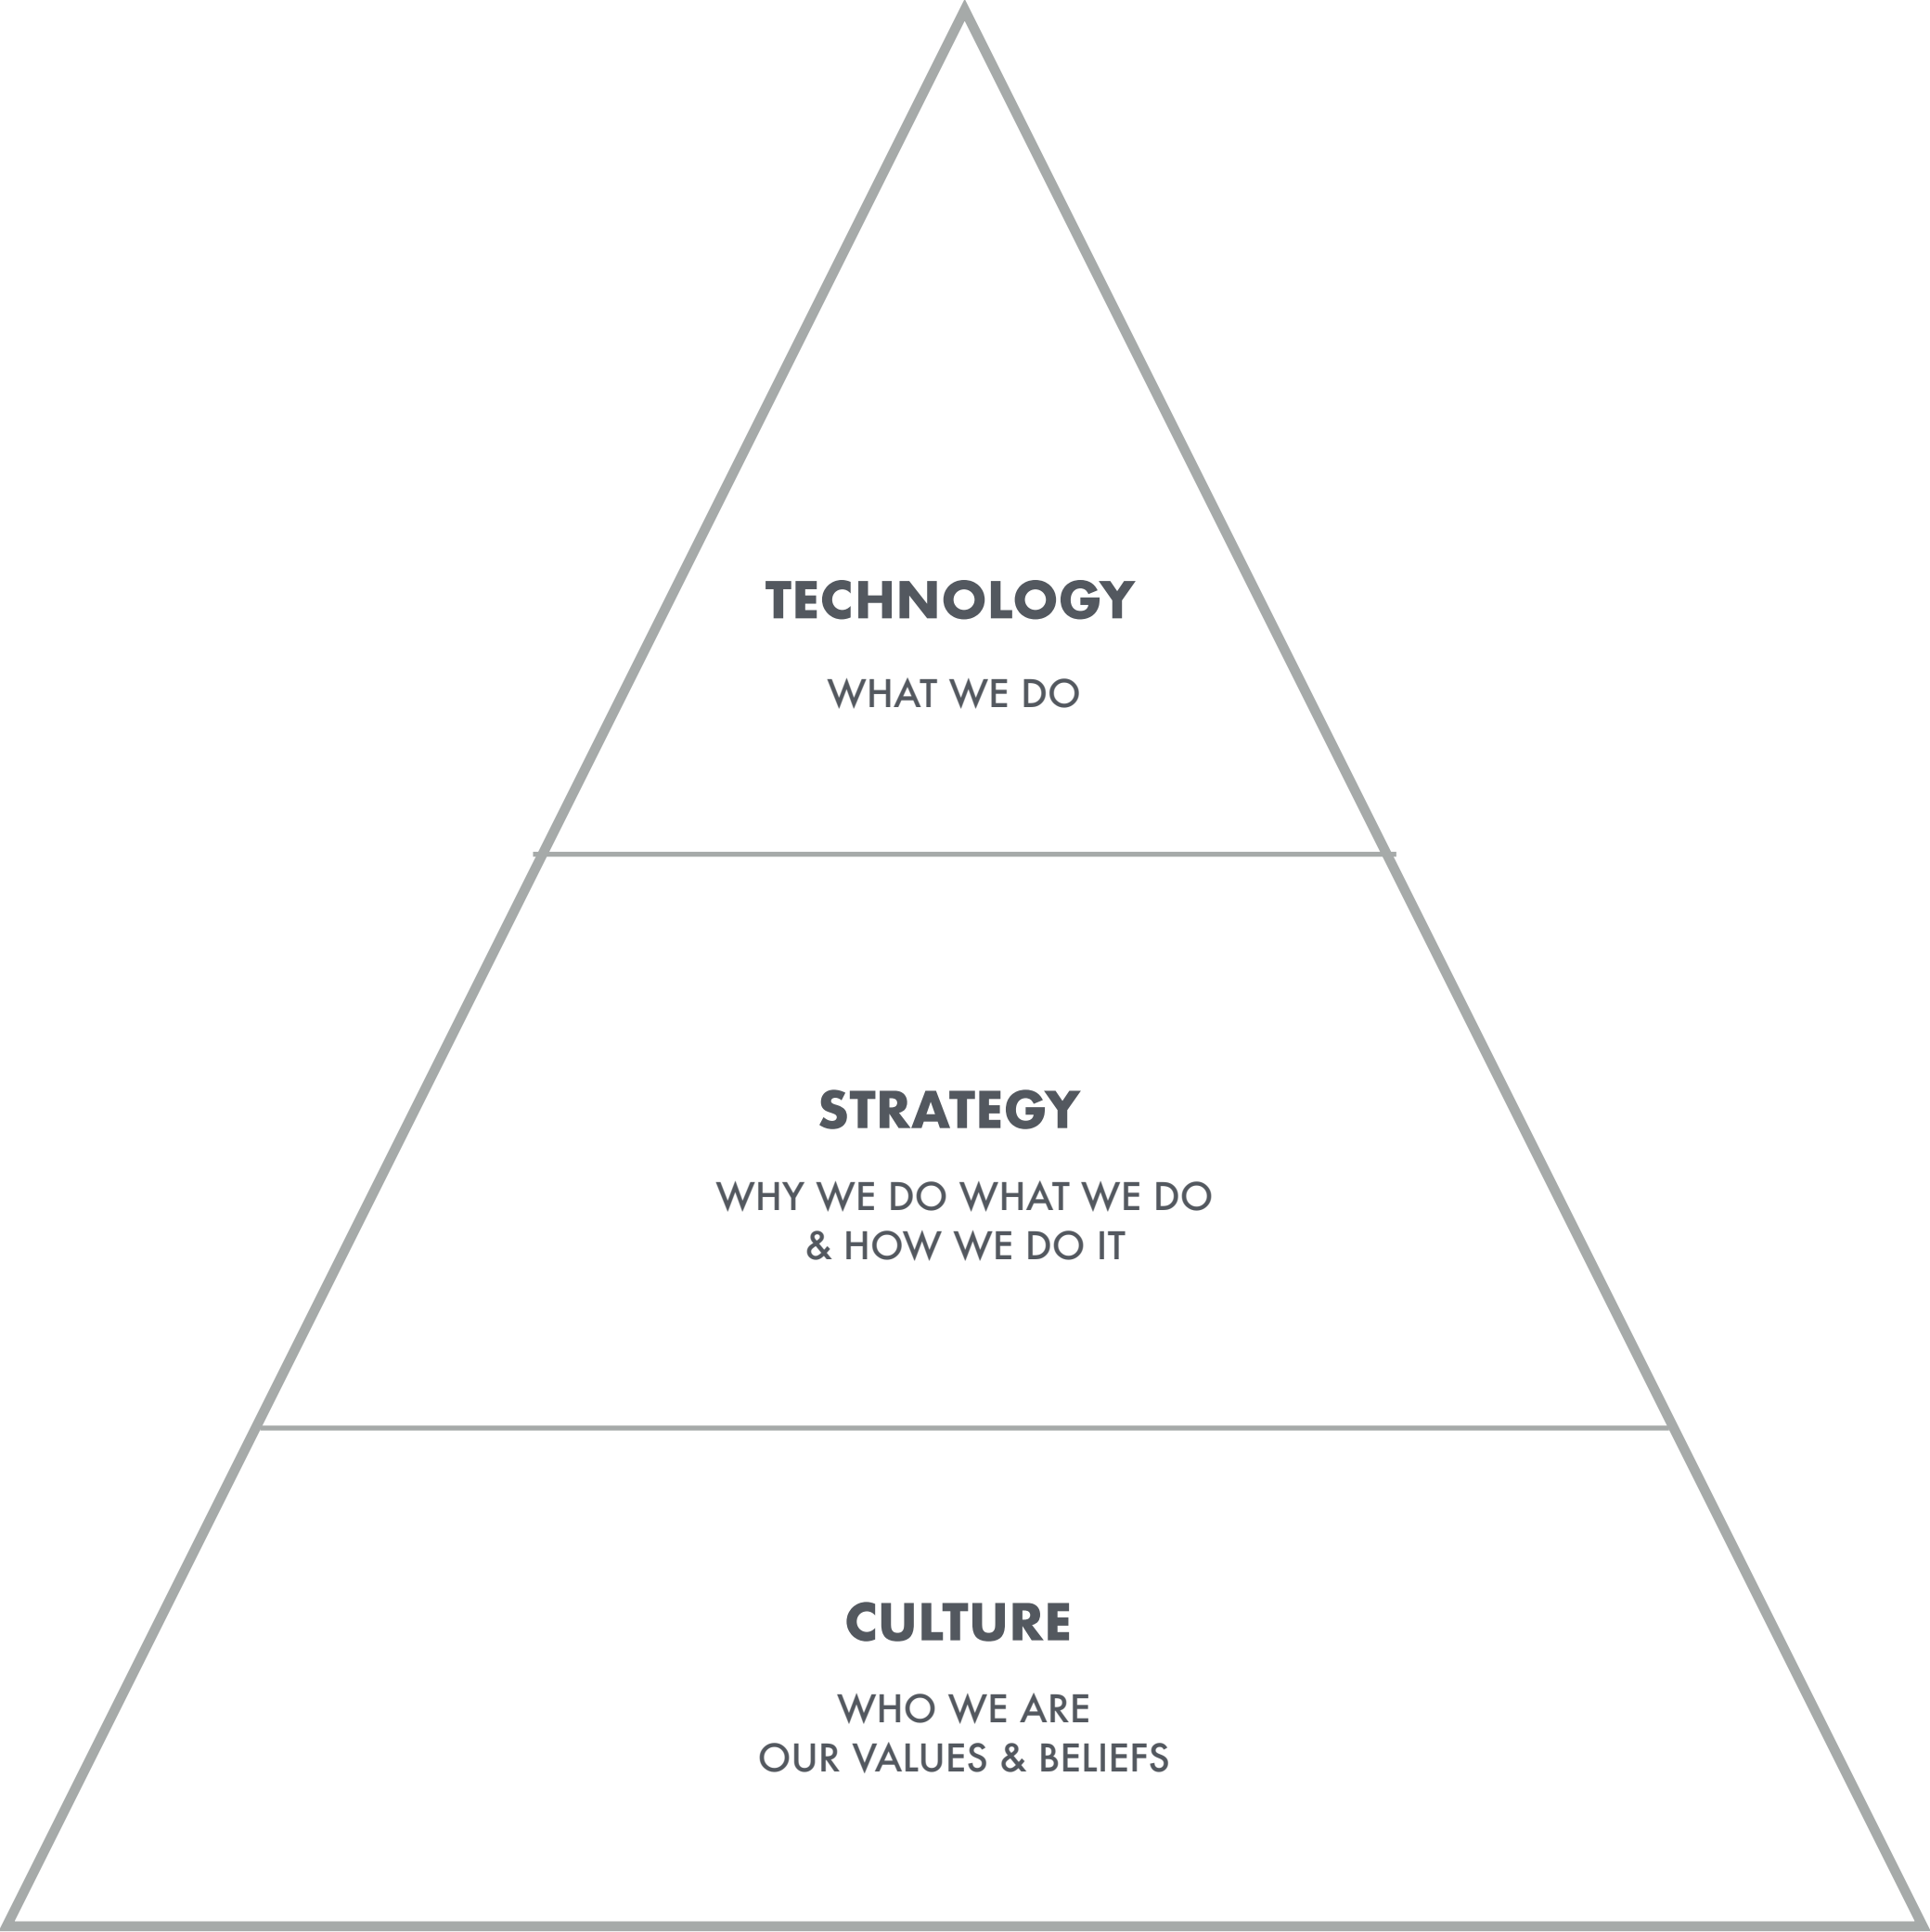 TECHNOLOGY
WHAT WE DO
STRATEGY
WHY WE DO WHAT WE DO
& HOW WE DO IT
CULTURE
WHO WE ARE
OUR VALUES & BELIEFS